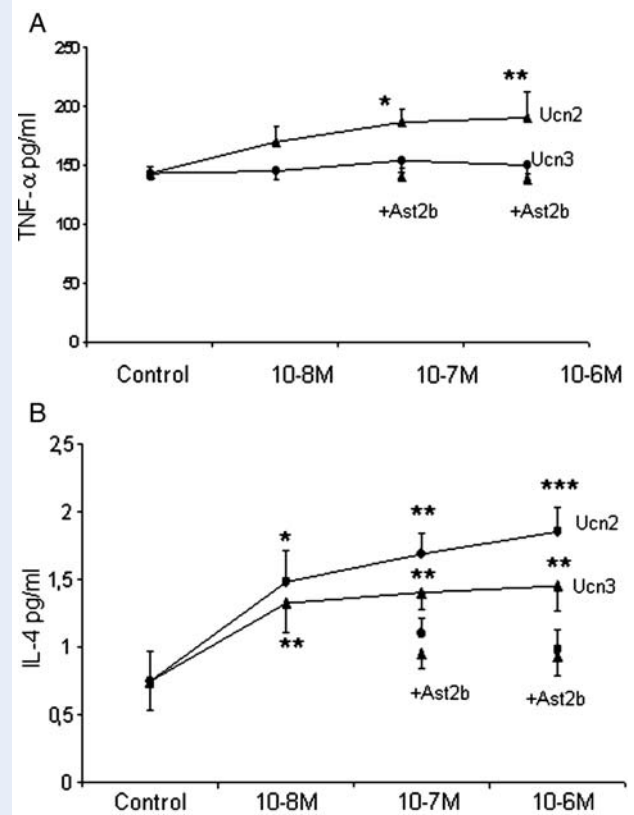 A
250
200
150
100
50
0
TNF-α pg/ml
*
**
Ucn2
Ucn3
+Ast2b
+Ast2b
Control 10-8M 10-7M 10-6M
B
2,5
2
1,5
1
0,5
0
IL-4 pg/ml
*
**
***
Ucn2
**
**
Ucn3
**
+Ast2b
+Ast2b
Control 10-8M 10-7M 10-6M